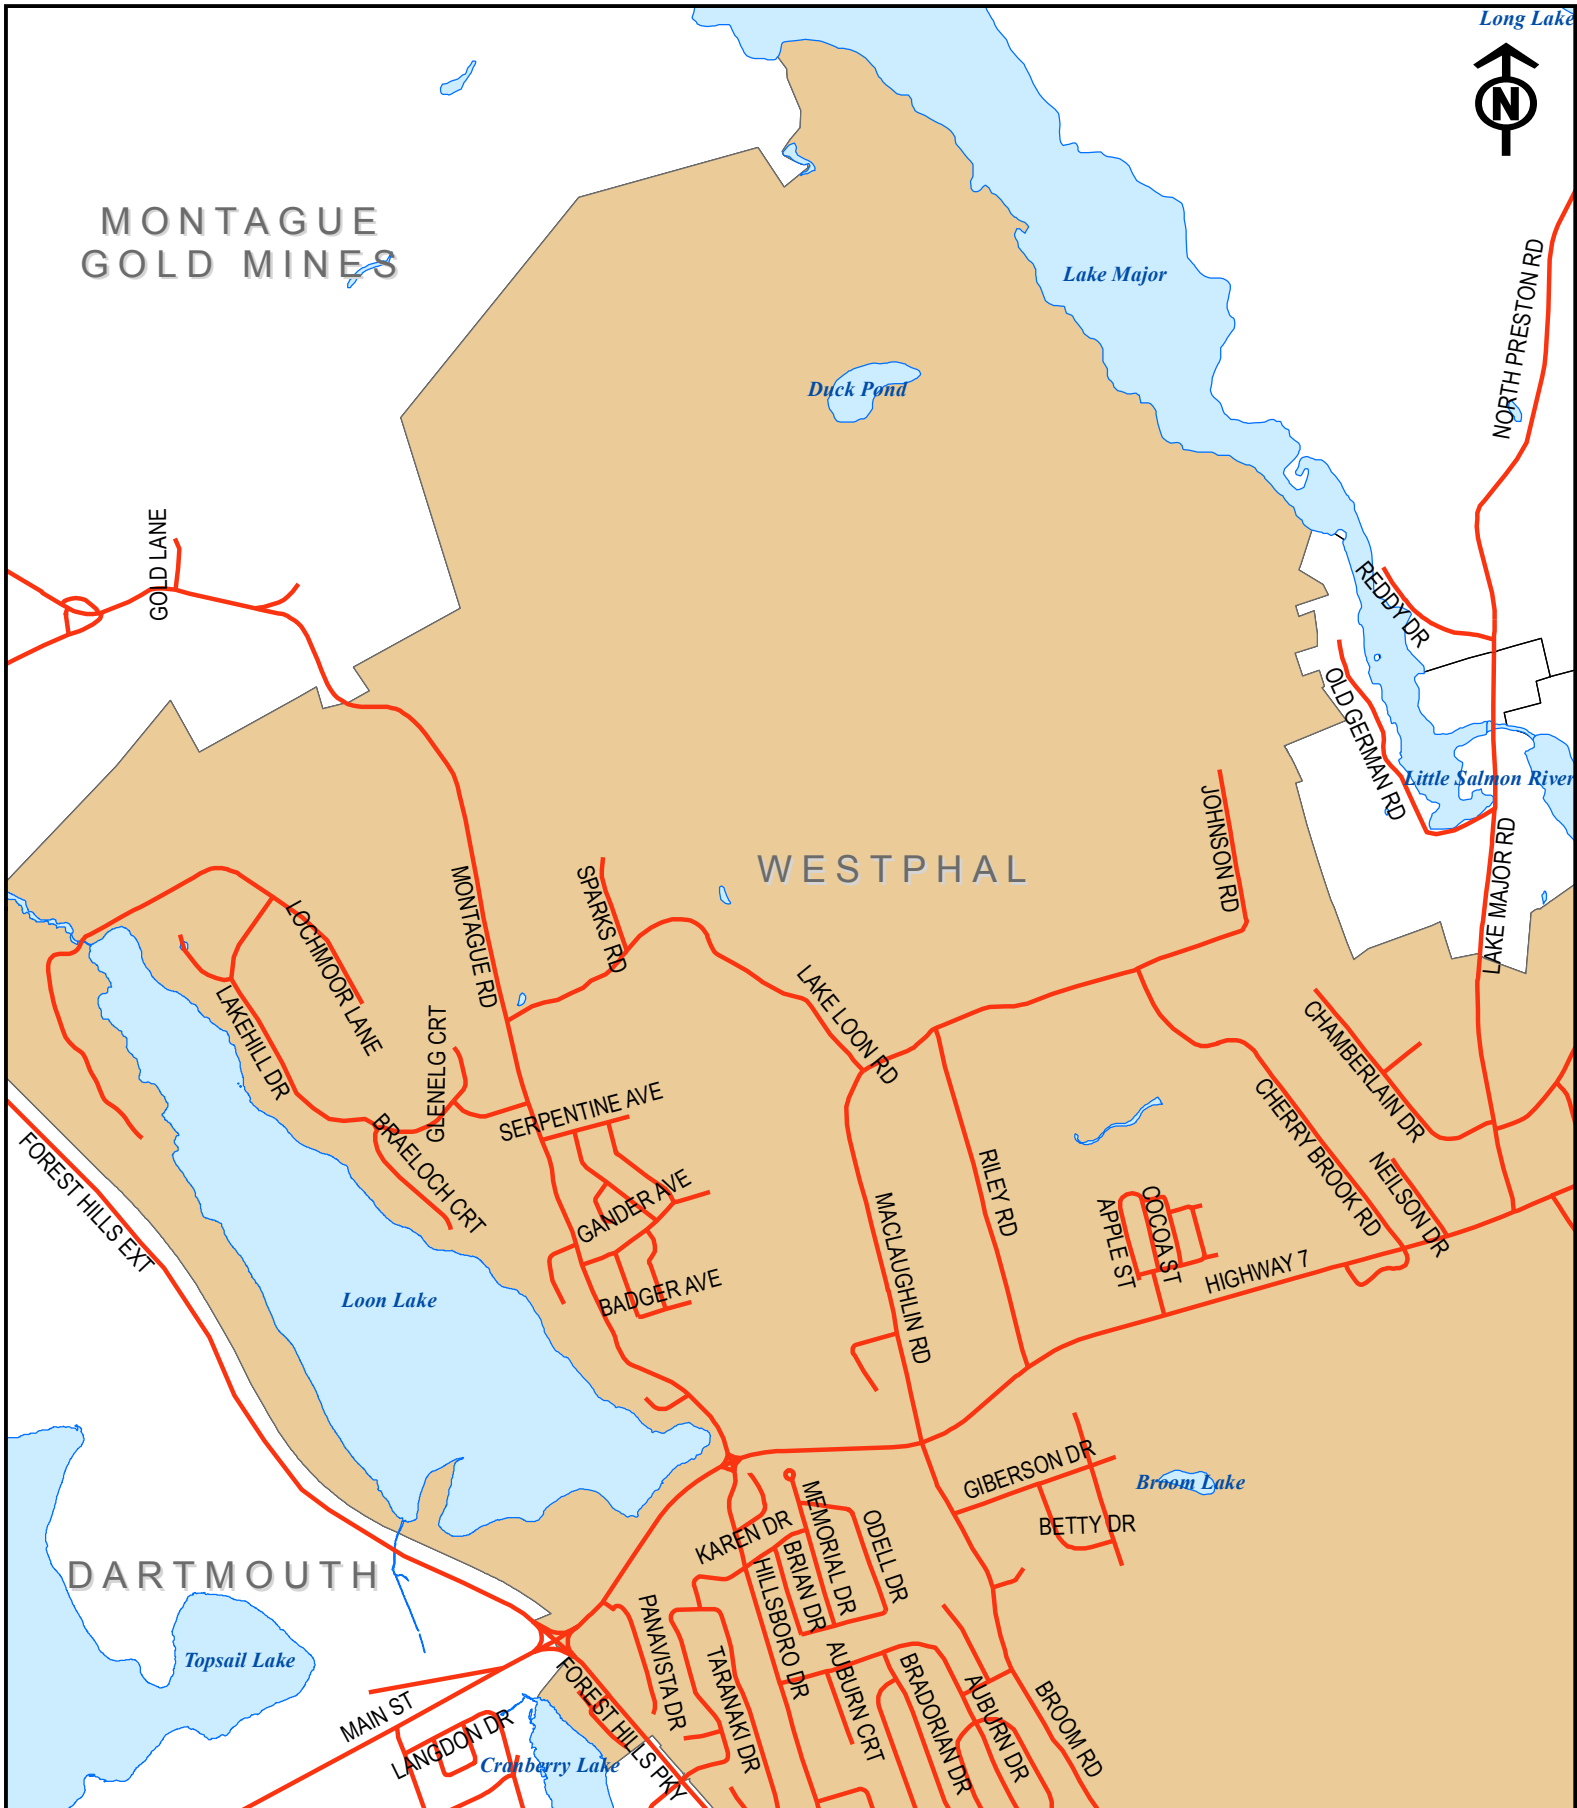 Long Lake
N
MONTAGUE
GOLD MINES
Lake Major
NORTH PRESTON RD
Duck Pond
GOLD LANE
REDDY DR
OLD GERMAN RD
Little Salmon River
JOHNSON RD
LAKE MAJOR RD
WESTPHAL
MONTAGUE RD
SPARKS RD
LOCHMOOR LANE
LAKEHILL DR
GLENELG CRT
LAKE LOON RD
CHAMBERLAIN DR
CHERRY BROOK RD
SERPENTINE AVE
BRAELOCH CRT
FOREST HILLS EXT
GANDER AVE
RILEY RD
NEILSON DR
MACLAUGHLIN RD
APPLE ST
COCOA ST
HIGHWAY 7
BADGER AVE
Loon Lake
GIBERSON DR
Broom Lake
BETTY DR
KAREN DR
MEMORIAL DR
ODELL DR
BRIAN DR
HILLSBORO DR
DARTMOUTH
PANAVISTA DR
TARANAKI DR
AUBURN CRT
BRADORIAN DR
AUBURN DR
BROOM RD
Topsail Lake
FOREST HILLS PKY
MAIN ST
LANGDON DR
Cranberry Lake